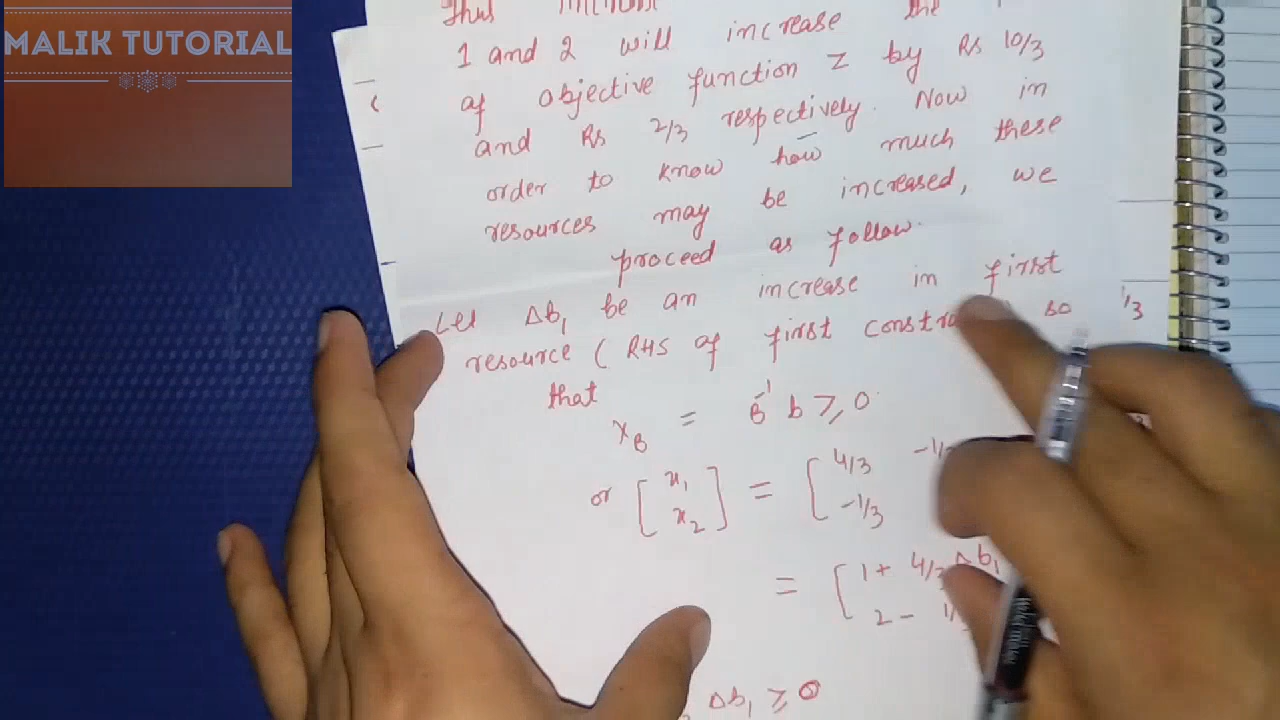 MALIK TUTORIAL
Thus
1 and 2 will increase the
of objective function Z by Rs 10/3
and Rs 2/3 respectively. Now in
order to know how much these
resources may be increased, we
proceed as follow.
Let Δb₁ be an increase in first
resource (RHS of first so 1/3
that
X_B = B⁻¹ b ≥ 0
or [x₁ x₂] = [4/3 -1/3
= [1 + 4/3 Δb₁
2 -
Δb₁ ≥ 0